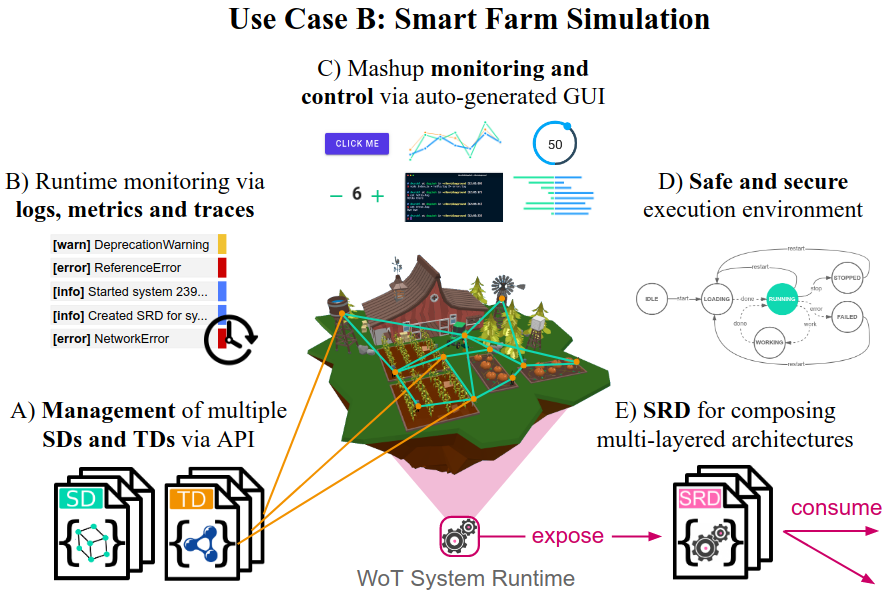 Use Case B: Smart Farm Simulation
C) Mashup monitoring and
control via auto-generated GUI
CLICK ME
50
− 6 +
B) Runtime monitoring via
logs, metrics and traces
[warn] DeprecationWarning
[error] ReferenceError
[info] Started system 239...
[info] Created SRD for sy...
[error] NetworkError
D) Safe and secure
execution environment
restart
restart
STOPPED
stop
IDLE
start
LOADING
done
RUNNING
error
FAILED
done
work
WORKING
restart
A) Management of multiple
SDs and TDs via API
SD
TD
{ }
{ }
E) SRD for composing
multi-layered architectures
SRD
{ }
expose
consume
WoT System Runtime